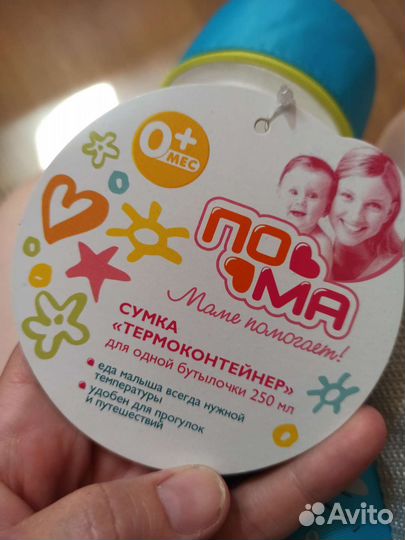 0+
МЕС
ПО
МА
Маме помогает!
СУМКА
«ТЕРМОКОНТЕЙНЕР»
для одной бутылочки 250 мл
• еда малыша всегда нужной
температуры
• удобен для прогулок
и путешествий
Avito